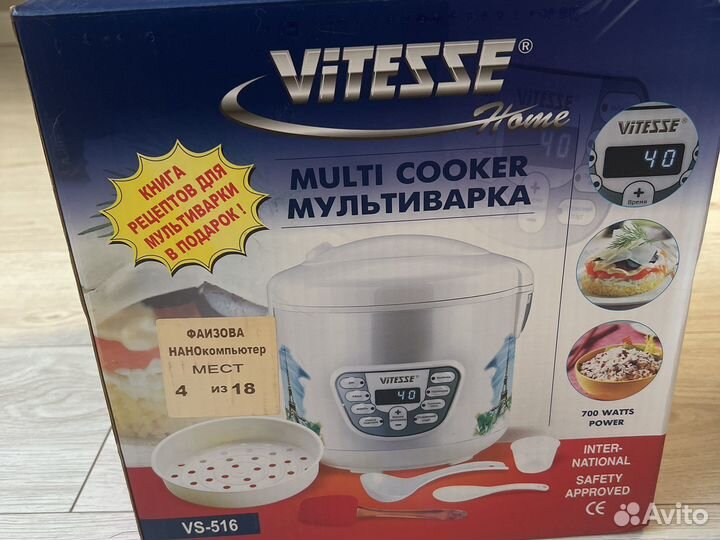 ViTESSE®
Home
MULTI COOKER
МУЛЬТИВАРКА
КНИГА
РЕЦЕПТОВ ДЛЯ
МУЛЬТИВАРКИ
В ПОДАРОК!
ViTESSE®
40
+
Время
ФАИЗОВА
НАНОкомпьютер
МЕСТ
4 из 18
ViTESSE®
40
+
700 WATTS
POWER
INTER-
NATIONAL
SAFETY
APPROVED
CE
VS-516
Avito